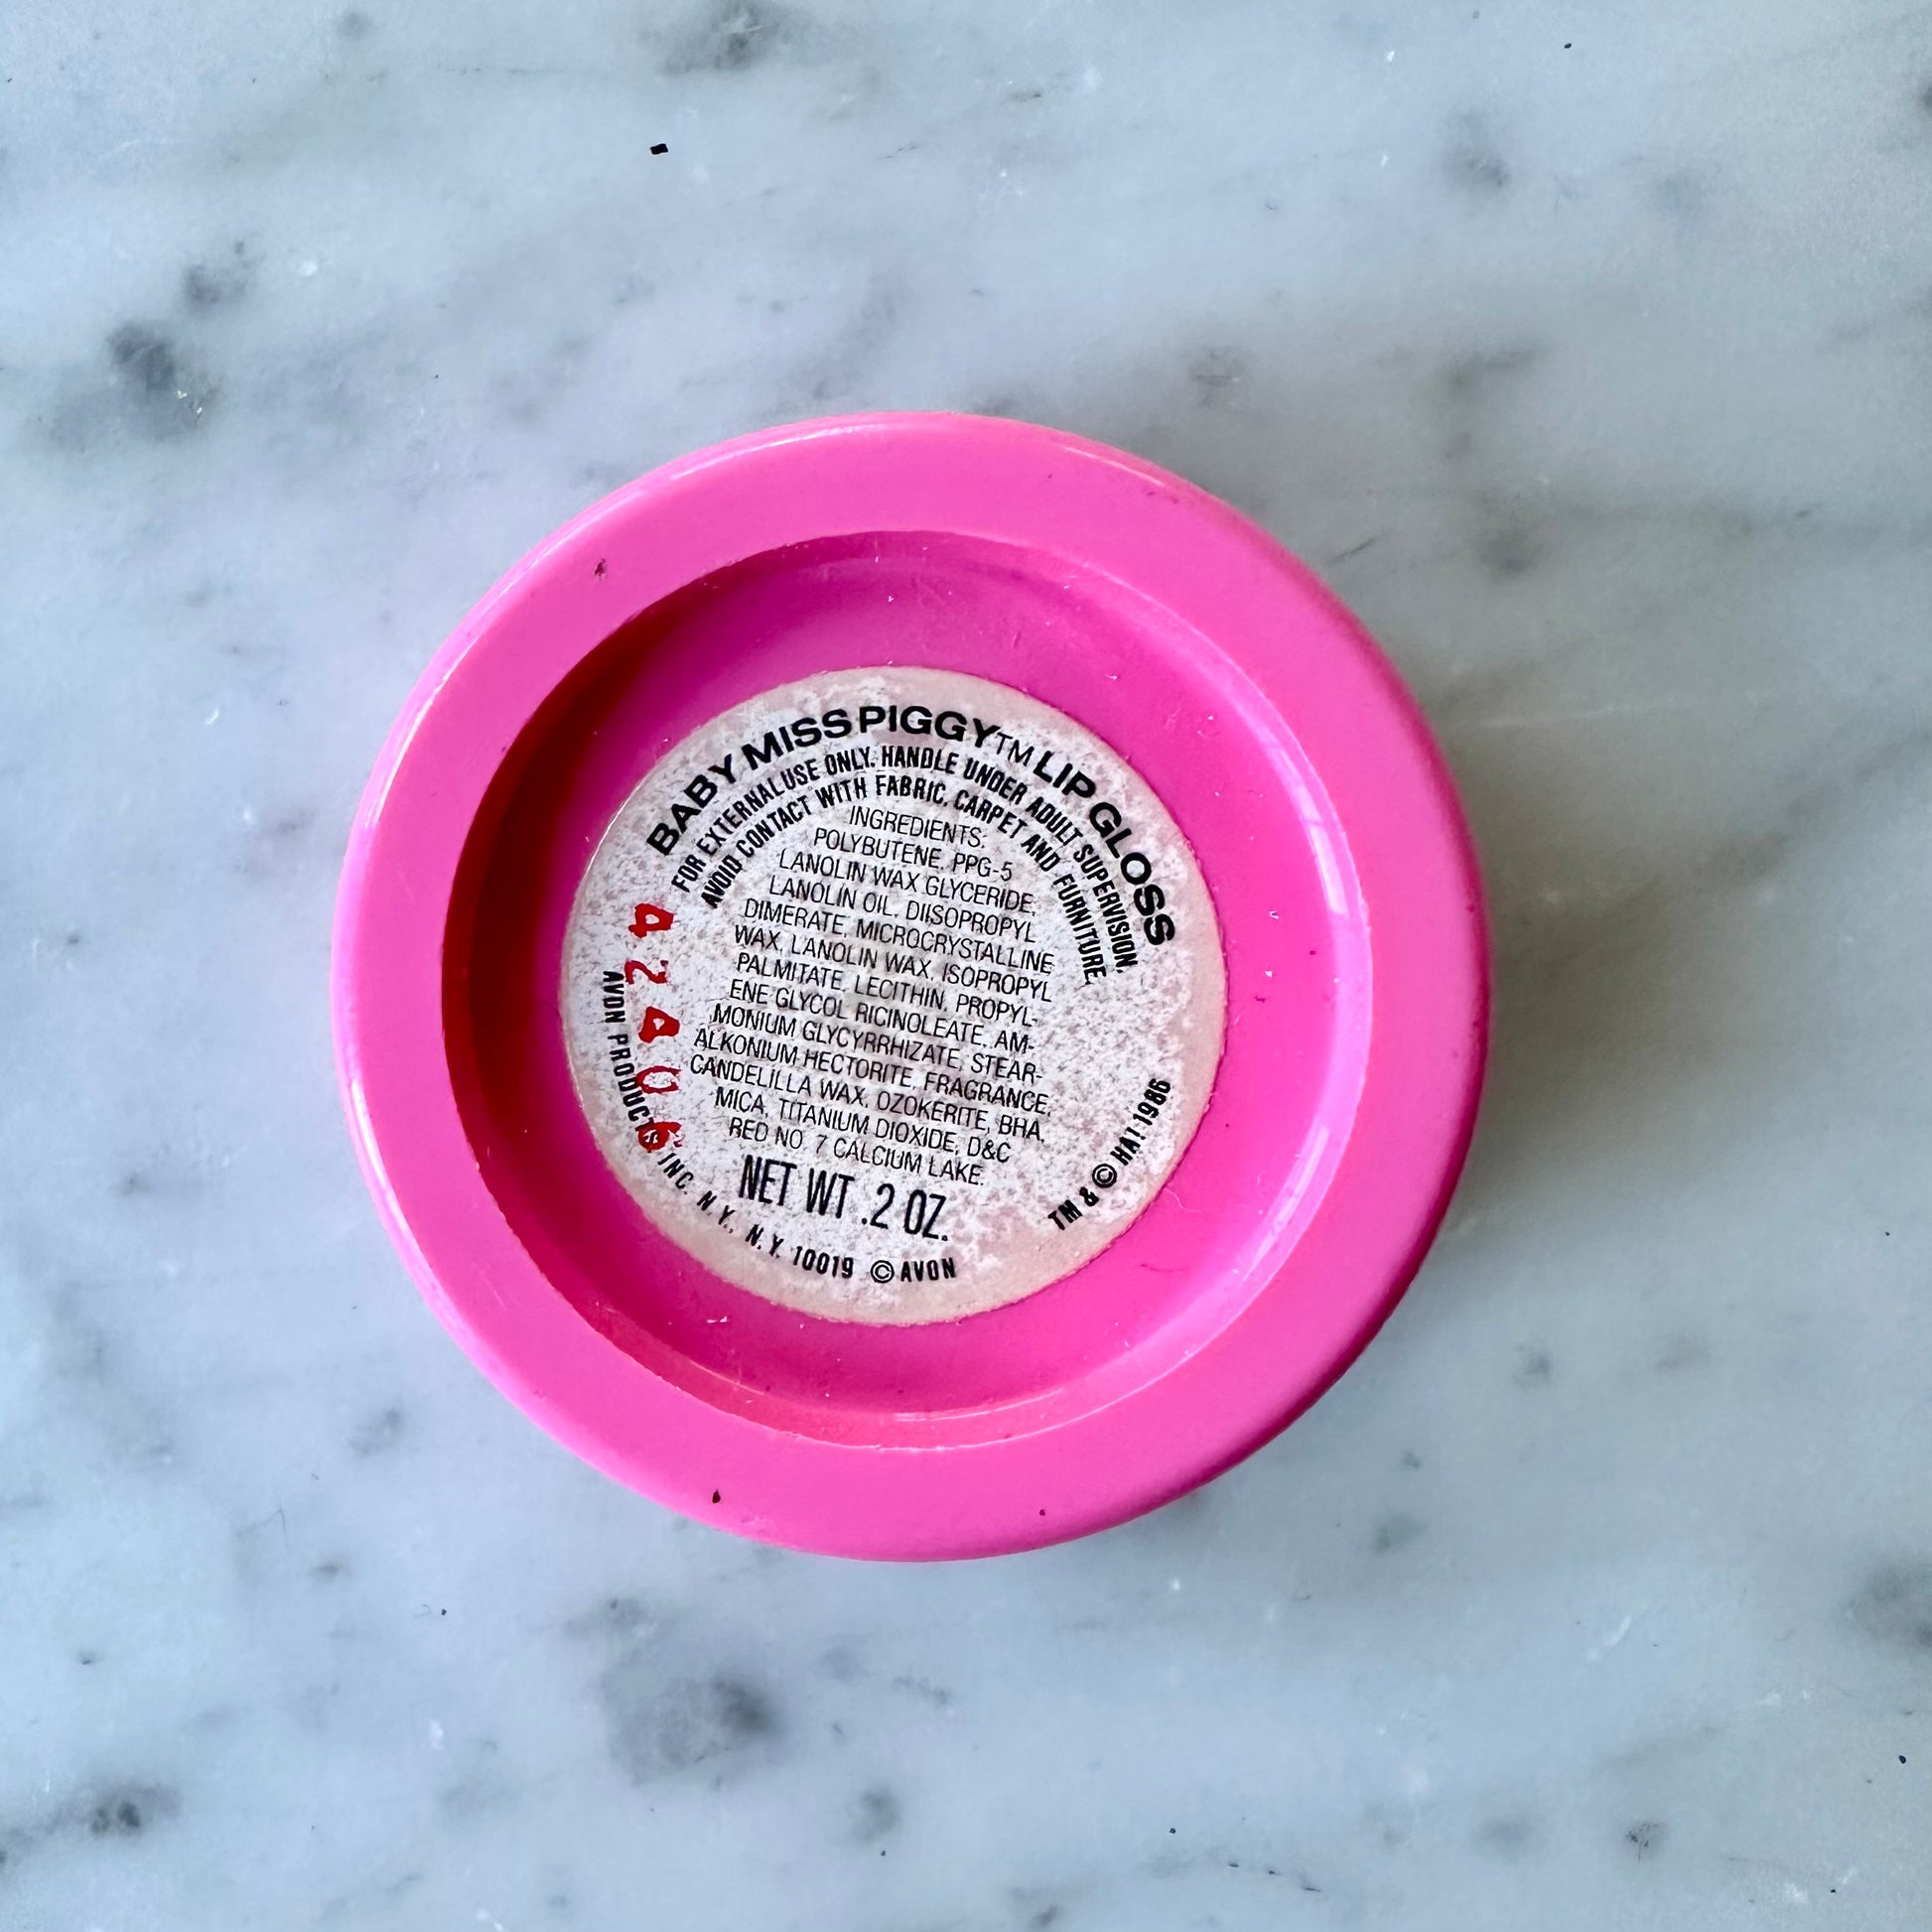 BABY MISS PIGGY™ LIP GLOSS
FOR EXTERNAL USE ONLY. HANDLE UNDER ADULT SUPERVISION.
AVOID CONTACT WITH FABRIC, CARPET AND FURNITURE.
INGREDIENTS:
POLYBUTENE, PPG-5
LANOLIN WAX GLYCERIDE,
LANOLIN OIL, DIISOPROPYL
DIMERATE, MICROCRYSTALLINE
WAX, LANOLIN WAX, ISOPROPYL
PALMITATE, LECITHIN, PROPYL-
ENE GLYCOL RICINOLEATE, AM-
MONIUM GLYCYRRHIZATE, STEAR-
ALKONIUM HECTORITE, FRAGRANCE,
CANDELILLA WAX, OZOKERITE, BHA,
MICA, TITANIUM DIOXIDE, D&C
RED NO. 7 CALCIUM LAKE.
NET WT .2 OZ.
AVON PRODUCTS INC. N.Y., N.Y. 10019 © AVON
TM & © HA! 1986